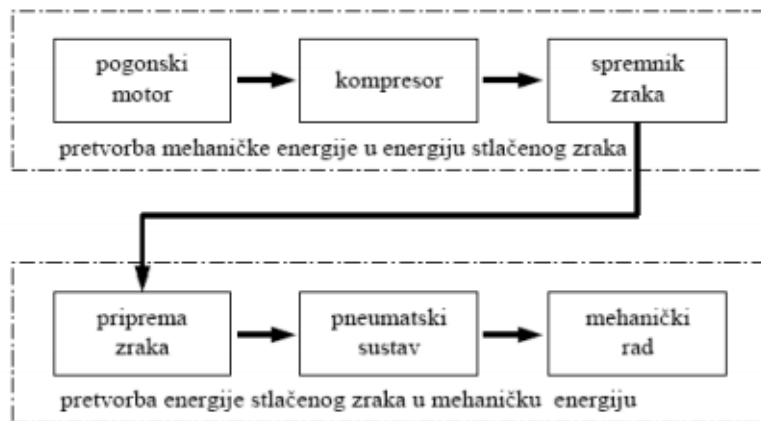 pogonski
motor
kompresor
spremnik
zraka
pretvorba mehaničke energije u energiju stlačenog zraka
priprema
zraka
pneumatski
sustav
mehanički
rad
pretvorba energije stlačenog zraka u mehaničku energiju